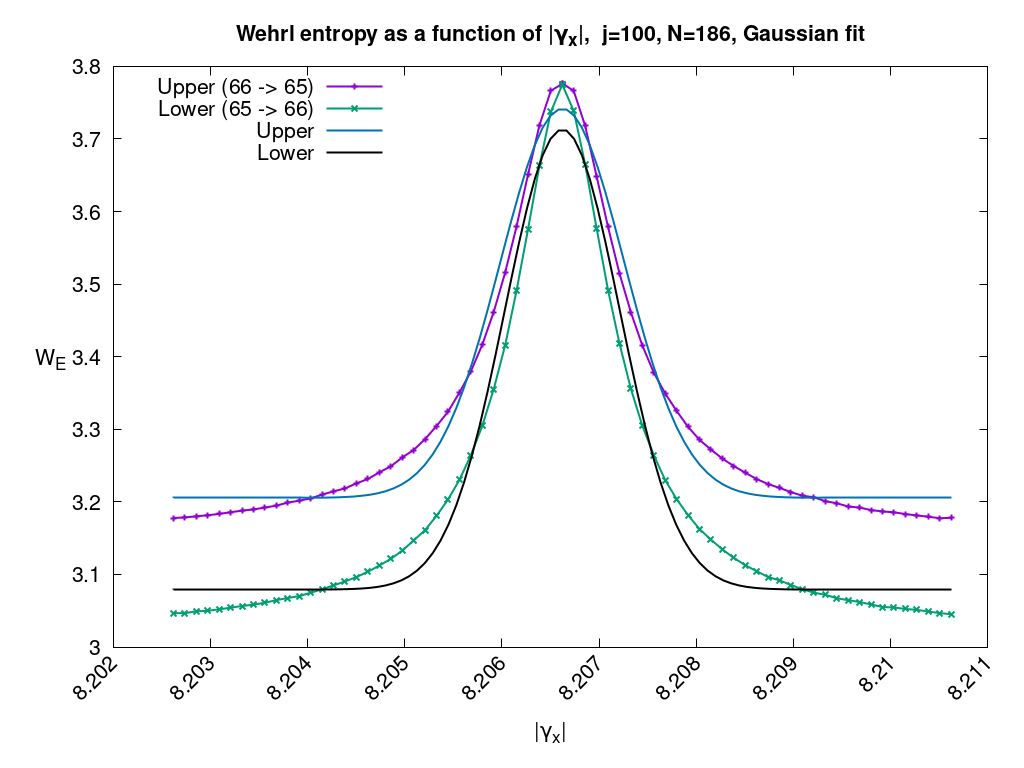 Wehrl entropy as a function of |γx|, j=100, N=186, Gaussian fit
Upper (66 -> 65)
Lower (65 -> 66)
Upper
Lower
3.8
3.7
3.6
3.5
3.4
3.3
3.2
3.1
3
WE
8.202
8.203
8.204
8.205
8.206
8.207
8.208
8.209
8.21
8.211
|γx|